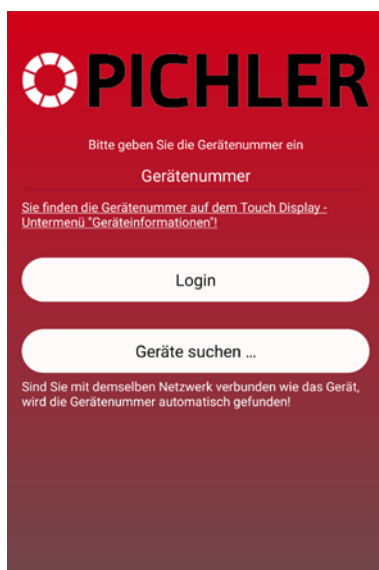 PICHLER
Bitte geben Sie die Gerätenummer ein
Gerätenummer
Sie finden die Gerätenummer auf dem Touch Display -
Untermenü "Geräteinformationen"!
Login
Geräte suchen ...
Sind Sie mit demselben Netzwerk verbunden wie das Gerät,
wird die Gerätenummer automatisch gefunden!